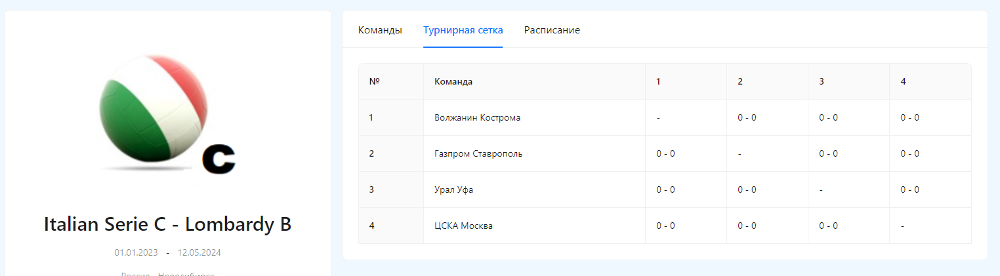 C
Italian Serie C - Lombardy B
01.01.2023 - 12.05.2024
Россия - Новосибирск
Команды Турнирная сетка Расписание
№ Команда 1 2 3 4
1 Волжанин Кострома - 0 - 0 0 - 0 0 - 0
2 Газпром Ставрополь 0 - 0 - 0 - 0 0 - 0
3 Урал Уфа 0 - 0 0 - 0 - 0 - 0
4 ЦСКА Москва 0 - 0 0 - 0 0 - 0 -